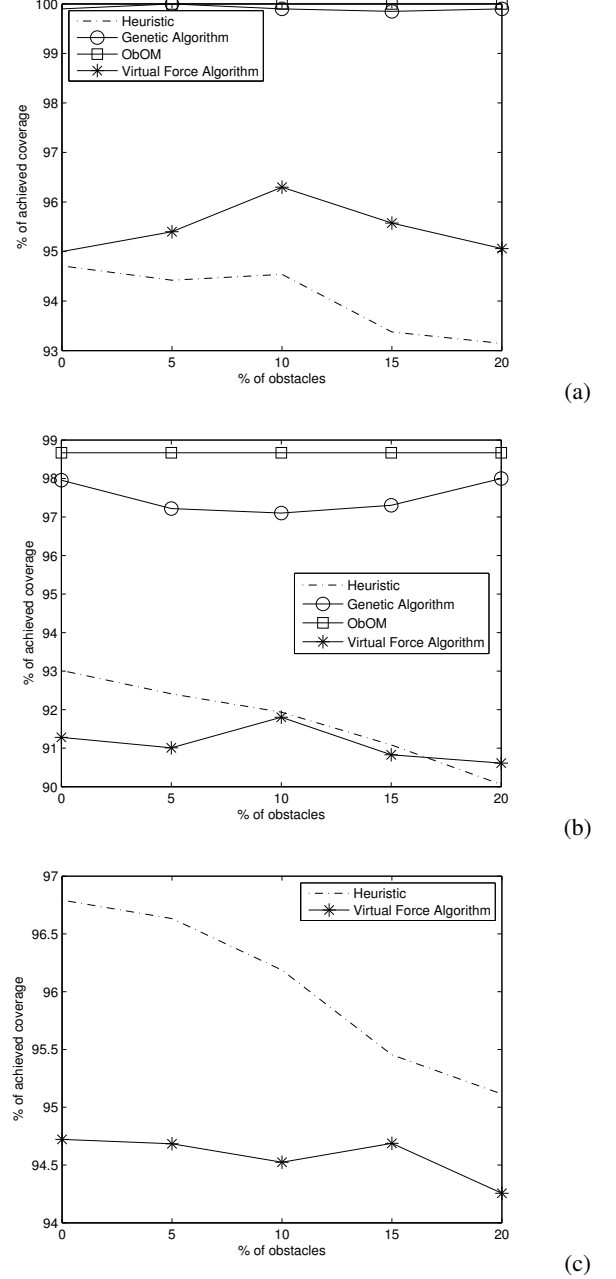 100
99
98
97
96
95
94
93
% of achieved coverage
Heuristic
Genetic Algorithm
ObOM
Virtual Force Algorithm
0 5 10 15 20
% of obstacles
(a)
99
98
97
96
95
94
93
92
91
90
% of achieved coverage
Heuristic
Genetic Algorithm
ObOM
Virtual Force Algorithm
0 5 10 15 20
% of obstacles
(b)
97
96.5
96
95.5
95
94.5
94
% of achieved coverage
Heuristic
Virtual Force Algorithm
0 5 10 15 20
% of obstacles
(c)